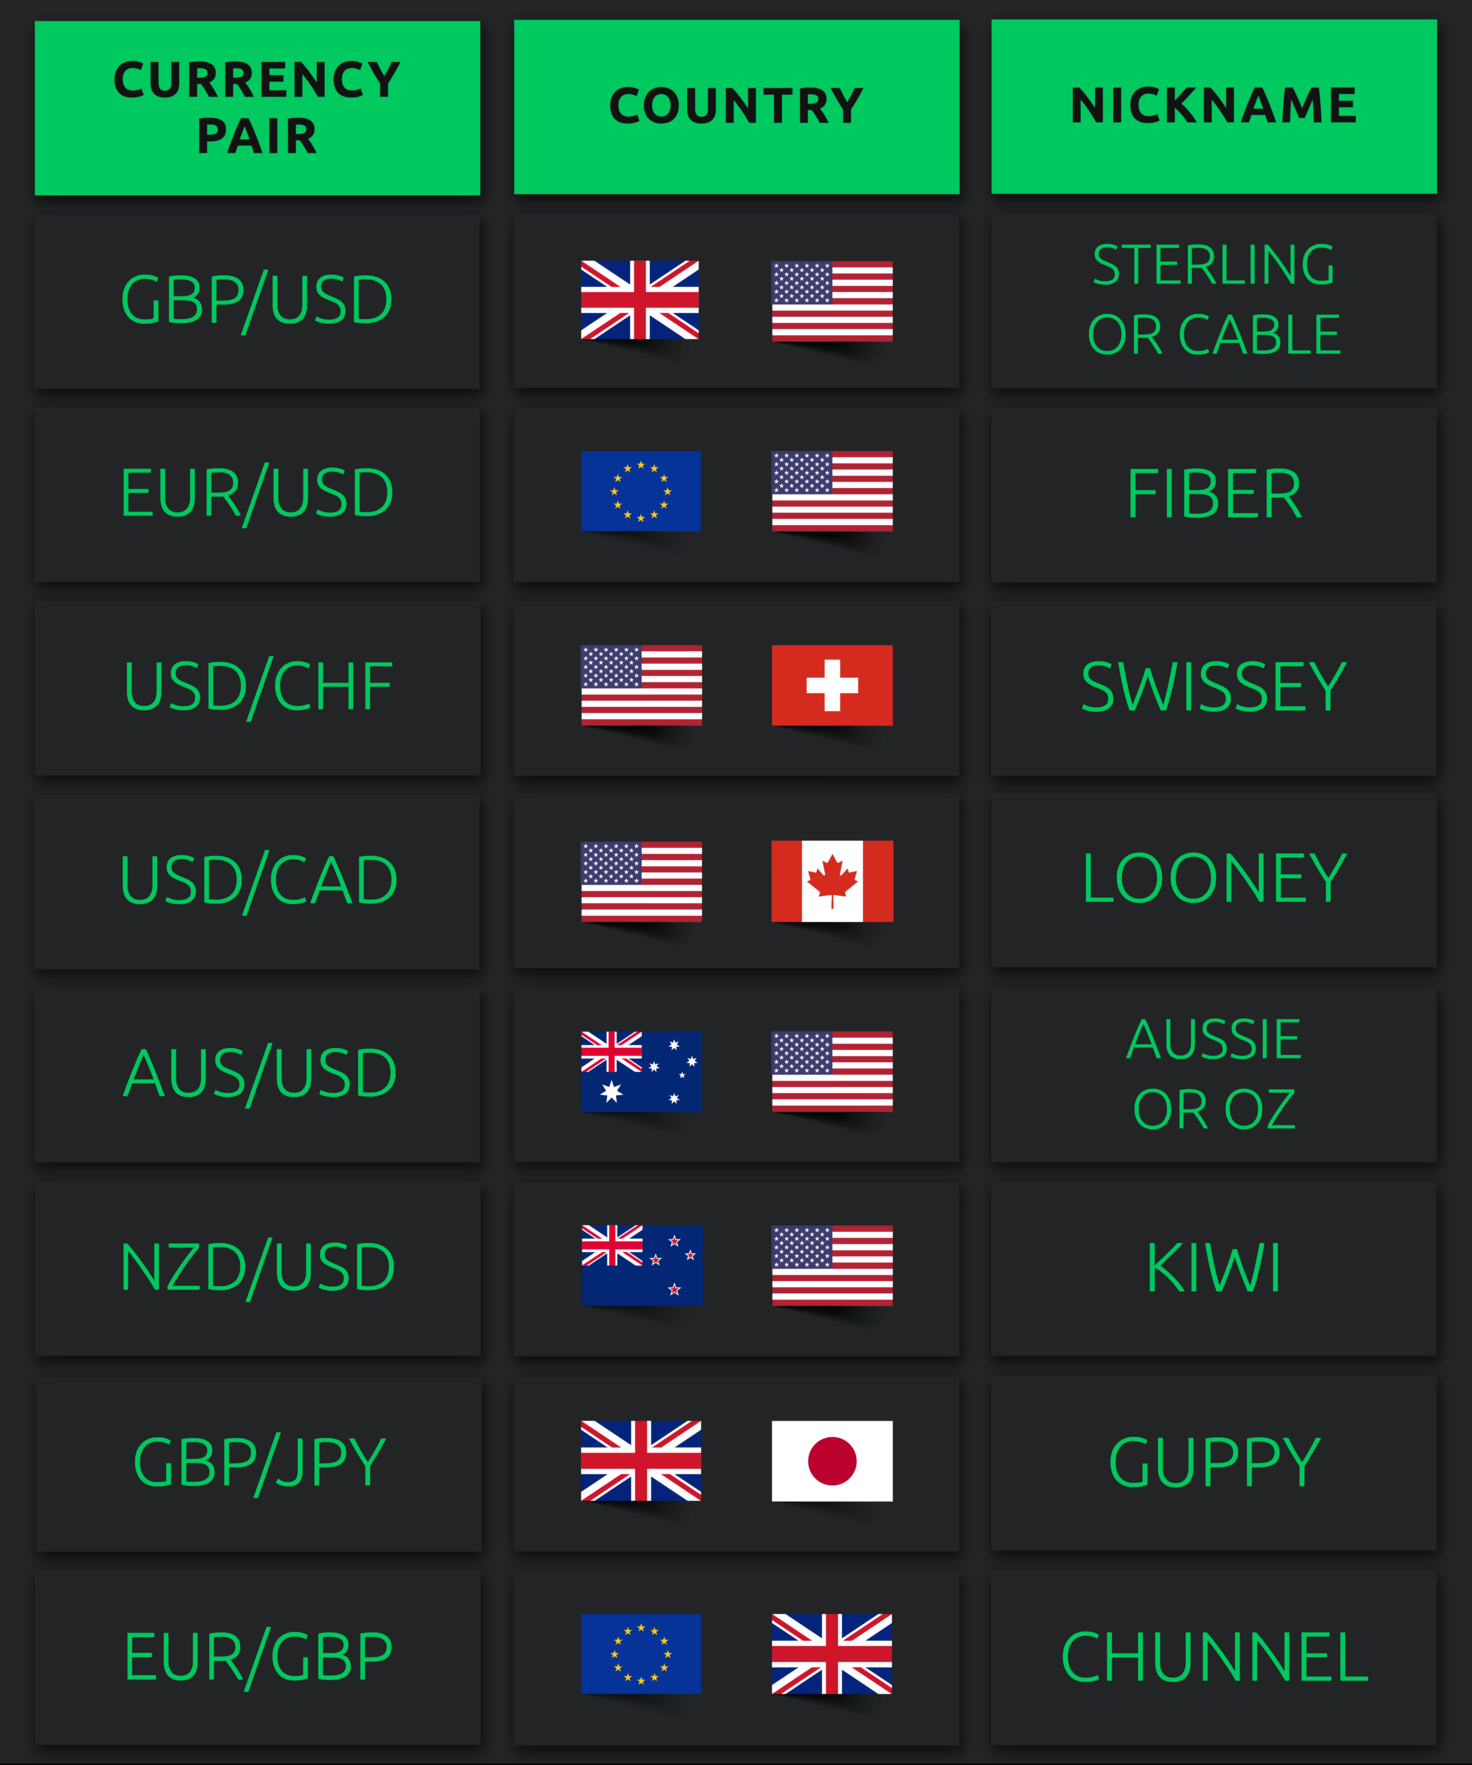 CURRENCY
PAIR
COUNTRY
NICKNAME
GBP/USD
STERLING
OR CABLE
EUR/USD
FIBER
USD/CHF
SWISSEY
USD/CAD
LOONEY
AUS/USD
AUSSIE
OR OZ
NZD/USD
KIWI
GBP/JPY
GUPPY
EUR/GBP
CHUNNEL